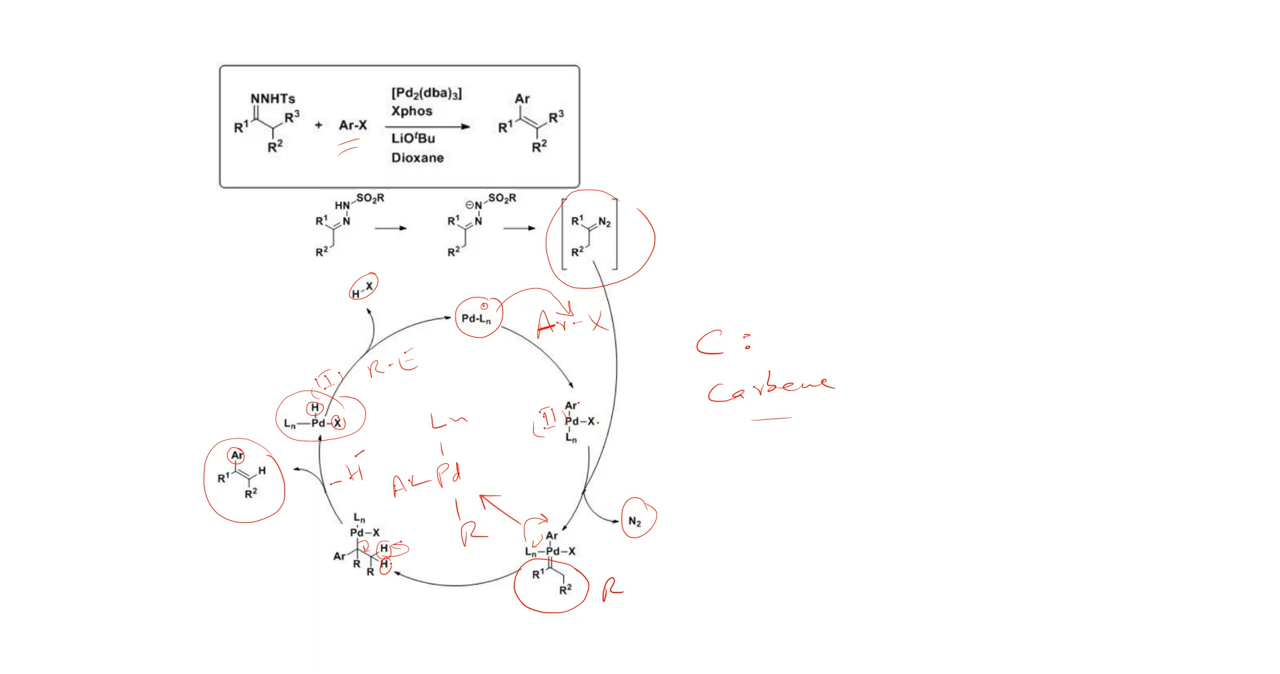 NNHTs
R¹ R³
R²
+ Ar-X
[Pd₂(dba)₃]
Xphos
LiOᵗBu
Dioxane
Ar
R¹ R³
R²
SO₂R
HN
R¹ N
R²
SO₂R
⊖N
R¹ N
R²
R¹ N₂
R²
H-X
Pd-Lₙ
Ar-X
C:
Carbene
R-E
(II)
H
Lₙ-Pd-X
Ar
(II) Pd-X
Lₙ
Ln
Ar-Pd
R
Ar
R¹ H
R²
-H
N₂
Lₙ
Pd-X
Ar H
R R H
Ar
Lₙ-Pd-X
R¹
R²
R